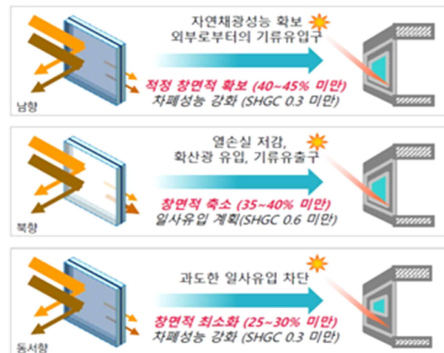 자연채광성능 확보
외부로부터의 기류유입구
적정 창면적 확보 (40~45% 미만)
차폐성능 강화 (SHGC 0.3 미만)
남향
열손실 저감,
확산광 유입, 기류유출구
창면적 축소 (35~40% 미만)
일사유입 계획(SHGC 0.6 미만)
북향
과도한 일사유입 차단
창면적 최소화 (25~30% 미만)
차폐성능 강화 (SHGC 0.3 미만)
동서향